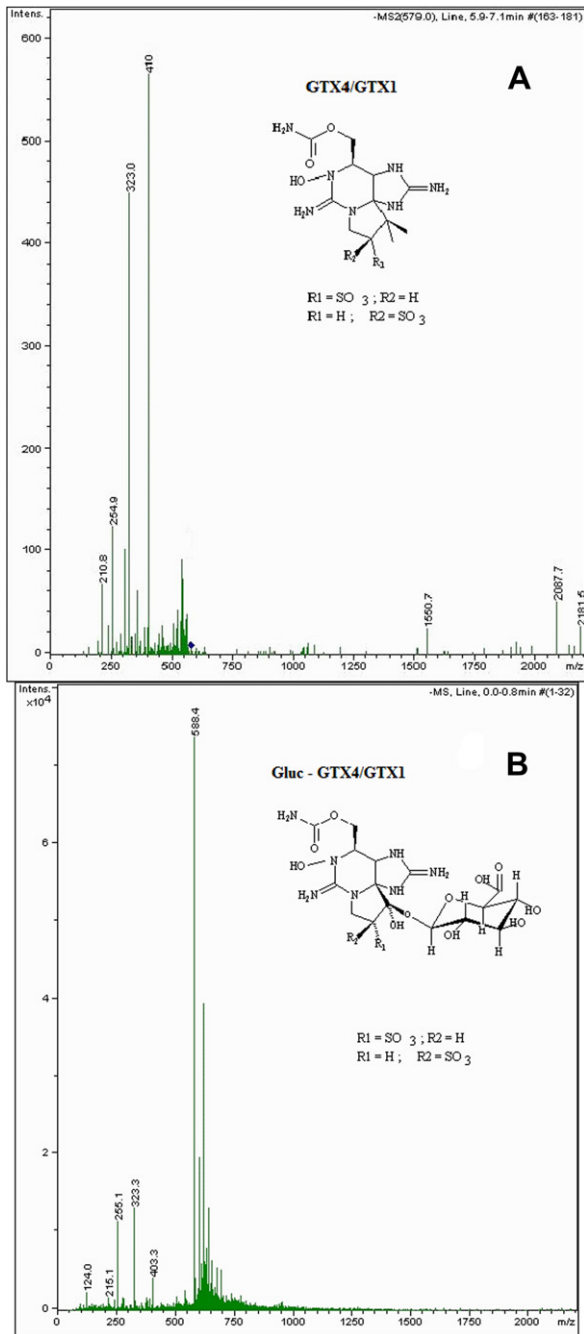 Intens.
-MS2(579.0), Line, 5.9-7.1min #(163-181)
600
500
400
300
200
100
0
410
323.0
254.9
210.8
1550.7
2087.7
2181.5
A
GTX4/GTX1
H2N
O
O
HO
N
NH
NH2
H2N
N
NH
R2
R1
R1 = SO 3 ; R2 = H
R1 = H ; R2 = SO 3
0 250 500 750 1000 1250 1500 1750 2000 m/z
Intens.
x104
-MS, Line, 0.0-0.8min #(1-32)
6
4
2
0
588.4
323.3
255.1
403.3
124.0
215.1
B
Gluc - GTX4/GTX1
H2N
O
O
HO
N
NH
NH2
H2N
N
NH
OH
O
O
OH
O
H
H
HO
HO
OH
H
H
H
R2
R1
R1 = SO 3 ; R2 = H
R1 = H ; R2 = SO 3
0 250 500 750 1000 1250 1500 1750 2000 m/z